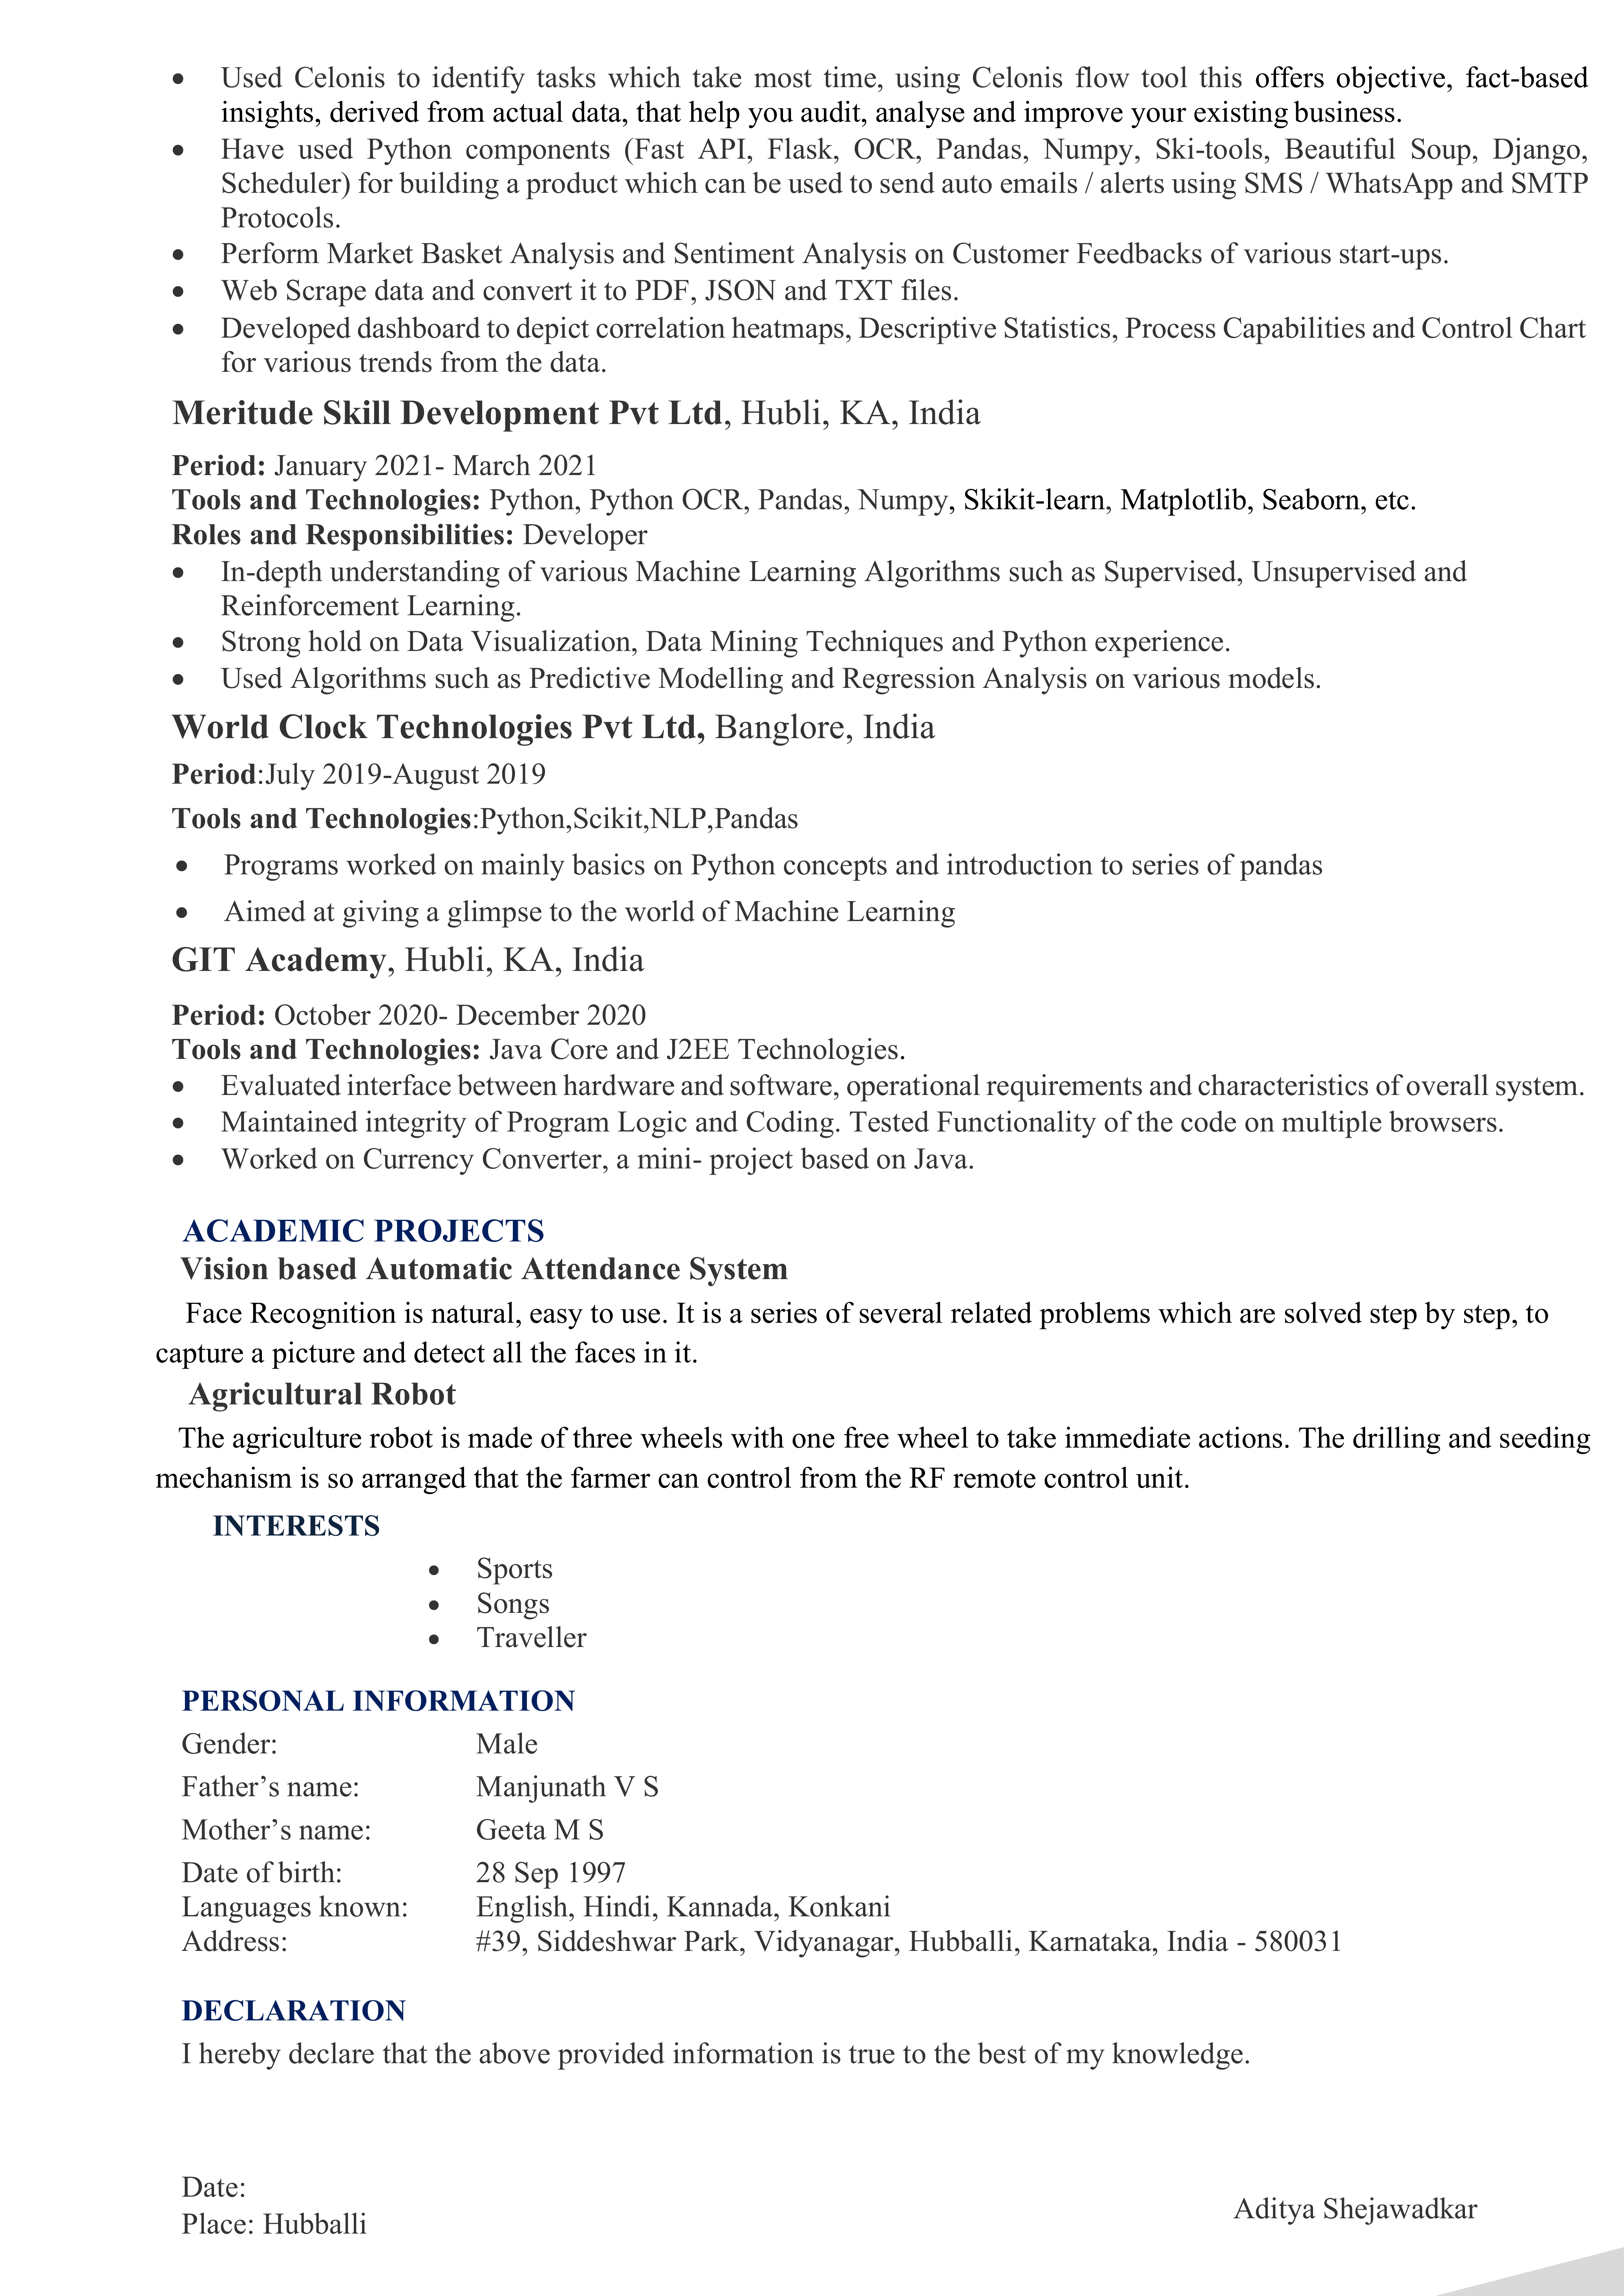 • Used Celonis to identify tasks which take most time, using Celonis flow tool this offers objective, fact-based
insights, derived from actual data, that help you audit, analyse and improve your existing business.
• Have used Python components (Fast API, Flask, OCR, Pandas, Numpy, Ski-tools, Beautiful Soup, Django,
Scheduler) for building a product which can be used to send auto emails / alerts using SMS / WhatsApp and SMTP
Protocols.
• Perform Market Basket Analysis and Sentiment Analysis on Customer Feedbacks of various start-ups.
• Web Scrape data and convert it to PDF, JSON and TXT files.
• Developed dashboard to depict correlation heatmaps, Descriptive Statistics, Process Capabilities and Control Chart
for various trends from the data.
Meritude Skill Development Pvt Ltd, Hubli, KA, India
Period: January 2021- March 2021
Tools and Technologies: Python, Python OCR, Pandas, Numpy, Skikit-learn, Matplotlib, Seaborn, etc.
Roles and Responsibilities: Developer
• In-depth understanding of various Machine Learning Algorithms such as Supervised, Unsupervised and
Reinforcement Learning.
• Strong hold on Data Visualization, Data Mining Techniques and Python experience.
• Used Algorithms such as Predictive Modelling and Regression Analysis on various models.
World Clock Technologies Pvt Ltd, Banglore, India
Period:July 2019-August 2019
Tools and Technologies:Python,Scikit,NLP,Pandas
• Programs worked on mainly basics on Python concepts and introduction to series of pandas
• Aimed at giving a glimpse to the world of Machine Learning
GIT Academy, Hubli, KA, India
Period: October 2020- December 2020
Tools and Technologies: Java Core and J2EE Technologies.
• Evaluated interface between hardware and software, operational requirements and characteristics of overall system.
• Maintained integrity of Program Logic and Coding. Tested Functionality of the code on multiple browsers.
• Worked on Currency Converter, a mini- project based on Java.
ACADEMIC PROJECTS
Vision based Automatic Attendance System
Face Recognition is natural, easy to use. It is a series of several related problems which are solved step by step, to
capture a picture and detect all the faces in it.
Agricultural Robot
The agriculture robot is made of three wheels with one free wheel to take immediate actions. The drilling and seeding
mechanism is so arranged that the farmer can control from the RF remote control unit.
INTERESTS
• Sports
• Songs
• Traveller
PERSONAL INFORMATION
Gender: Male
Father’s name: Manjunath V S
Mother’s name: Geeta M S
Date of birth: 28 Sep 1997
Languages known: English, Hindi, Kannada, Konkani
Address: #39, Siddeshwar Park, Vidyanagar, Hubballi, Karnataka, India - 580031
DECLARATION
I hereby declare that the above provided information is true to the best of my knowledge.
Date:
Aditya Shejawadkar
Place: Hubballi